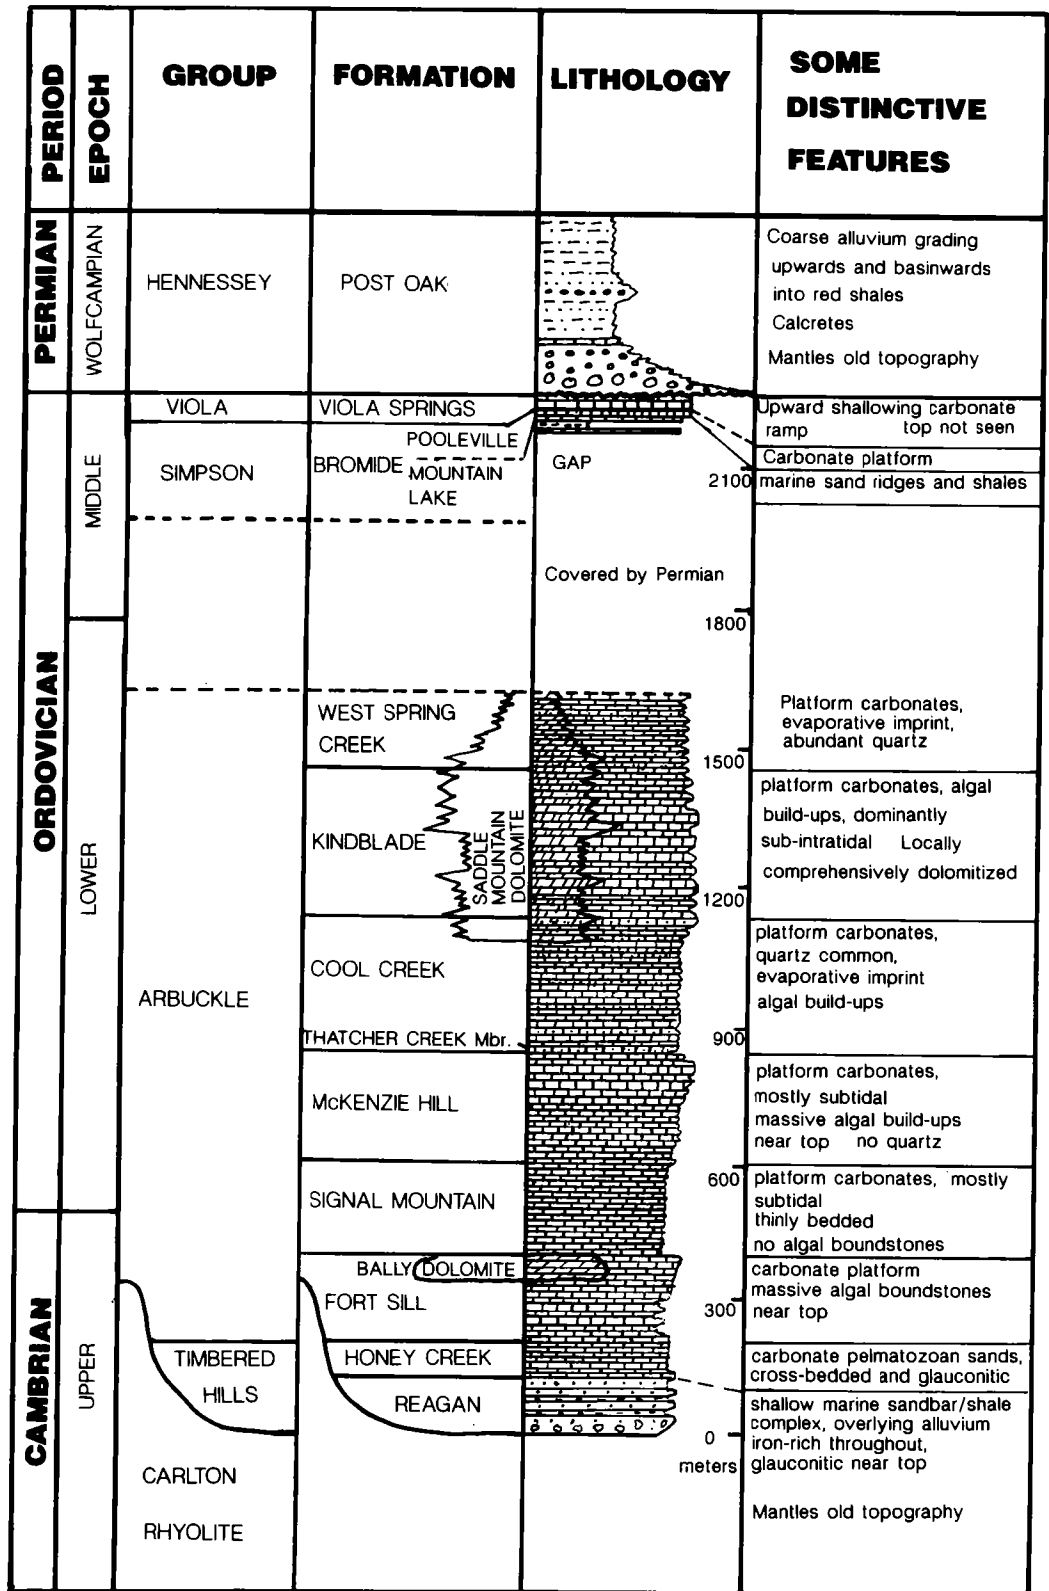 PERIOD
EPOCH
GROUP
FORMATION
LITHOLOGY
SOME
DISTINCTIVE
FEATURES
PERMIAN
WOLFCAMPIAN
HENNESSEY
POST OAK
Coarse alluvium grading
upwards and basinwards
into red shales
Calcretes
Mantles old topography
ORDOVICIAN
MIDDLE
VIOLA
VIOLA SPRINGS
Upward shallowing carbonate
ramp top not seen
SIMPSON
BROMIDE
POOLEVILLE
MOUNTAIN
LAKE
GAP
Carbonate platform
2100
marine sand ridges and shales
Covered by Permian
1800
LOWER
ARBUCKLE
WEST SPRING
CREEK
Platform carbonates,
evaporative imprint,
abundant quartz
1500
KINDBLADE
SADDLE
MOUNTAIN
DOLOMITE
platform carbonates, algal
build-ups, dominantly
sub-intratidal Locally
comprehensively dolomitized
1200
COOL CREEK
platform carbonates,
quartz common,
evaporative imprint
algal build-ups
THATCHER CREEK Mbr.
900
McKENZIE HILL
platform carbonates,
mostly subtidal
massive algal build-ups
near top no quartz
600
SIGNAL MOUNTAIN
platform carbonates, mostly
subtidal
thinly bedded
no algal boundstones
CAMBRIAN
UPPER
BALLY DOLOMITE
FORT SILL
carbonate platform
massive algal boundstones
near top
300
TIMBERED
HILLS
HONEY CREEK
carbonate pelmatozoan sands,
cross-bedded and glauconitic
REAGAN
shallow marine sandbar/shale
complex, overlying alluvium
iron-rich throughout,
glauconitic near top
0
meters
CARLTON
RHYOLITE
Mantles old topography